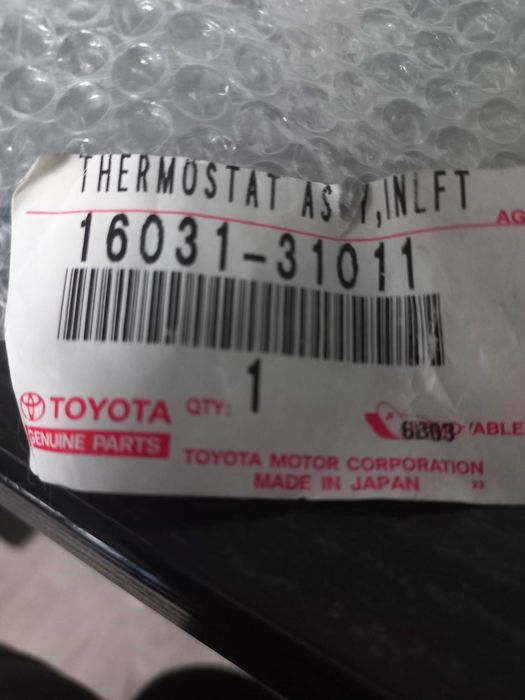 THERMOSTAT ASSY,INLFT
AG
16031-31011
1
TOYOTA
GENUINE PARTS
QTY:
6303
TOYOTA MOTOR CORPORATION
MADE IN JAPAN